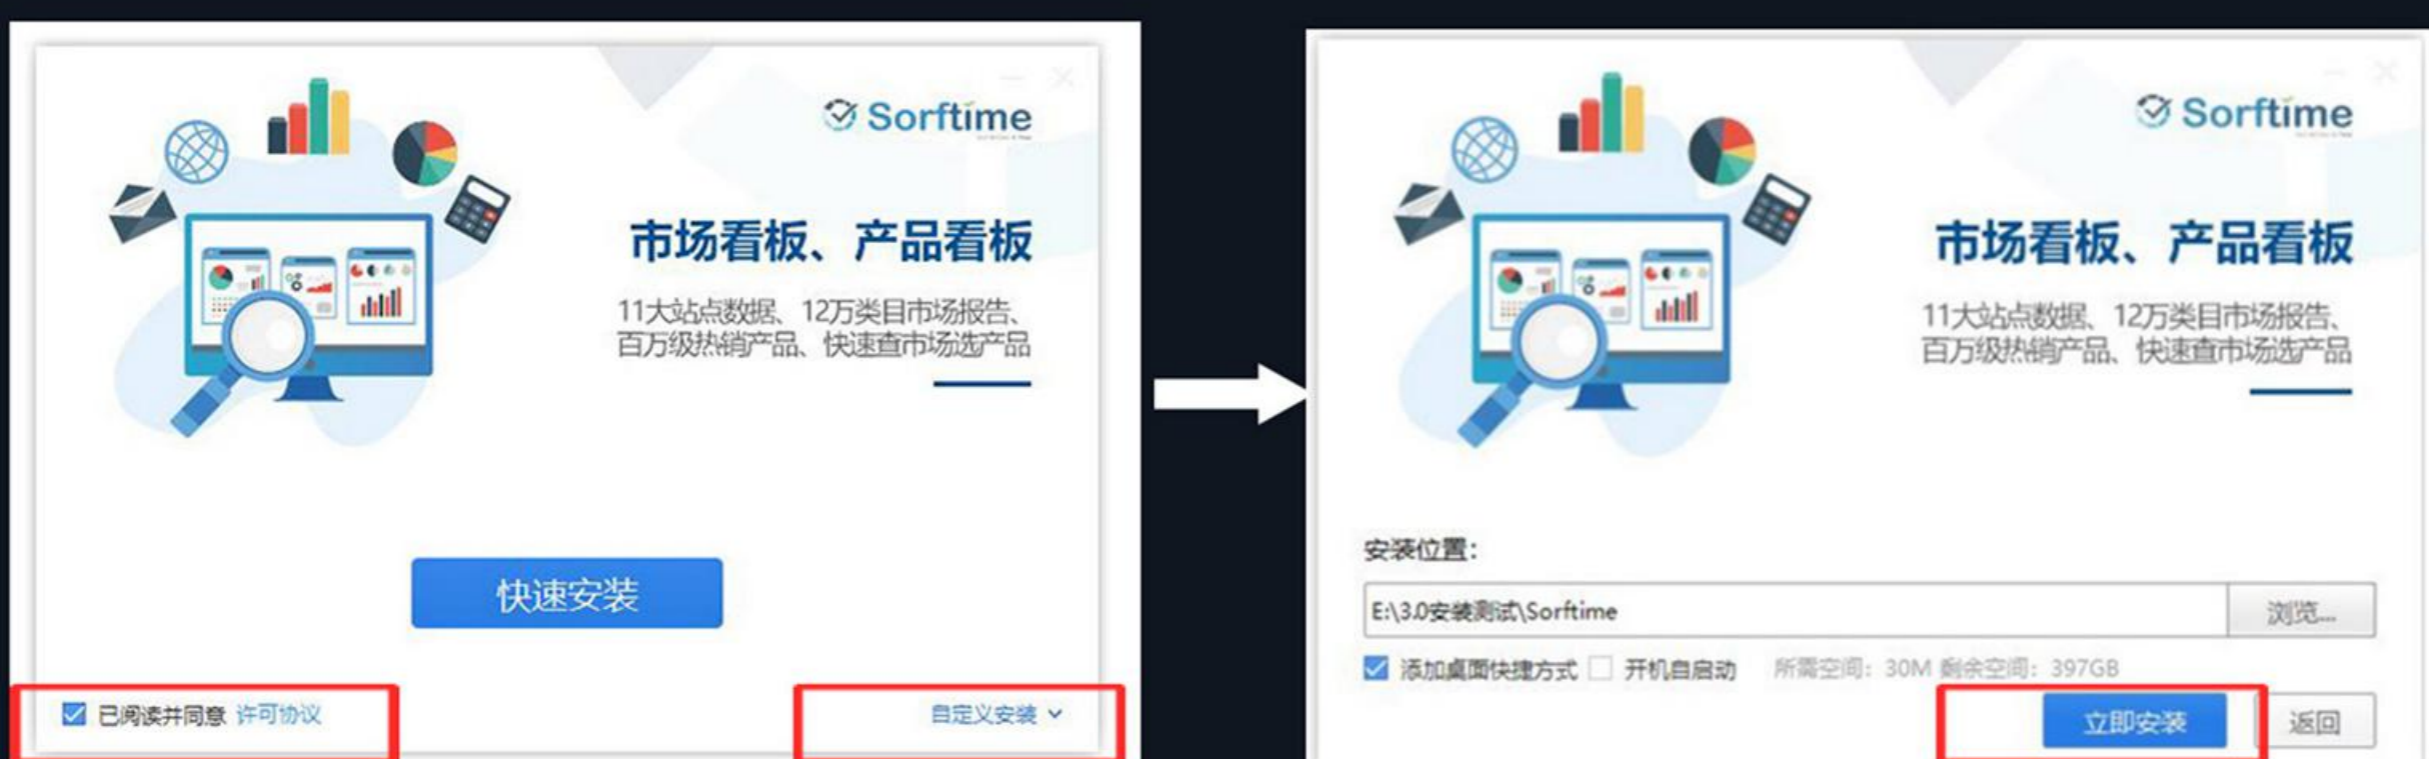 Sorftime
市场看板、产品看板
11大站点数据、12万类目市场报告、
百万级热销产品、快速查市场选产品
快速安装
已阅读并同意 许可协议
自定义安装
Sorftime
市场看板、产品看板
11大站点数据、12万类目市场报告、
百万级热销产品、快速查市场选产品
安装位置：
E:\3.0安装测试\Sorftime
浏览...
添加桌面快捷方式 开机自启动 所需空间：30M 剩余空间：397GB
立即安装 返回